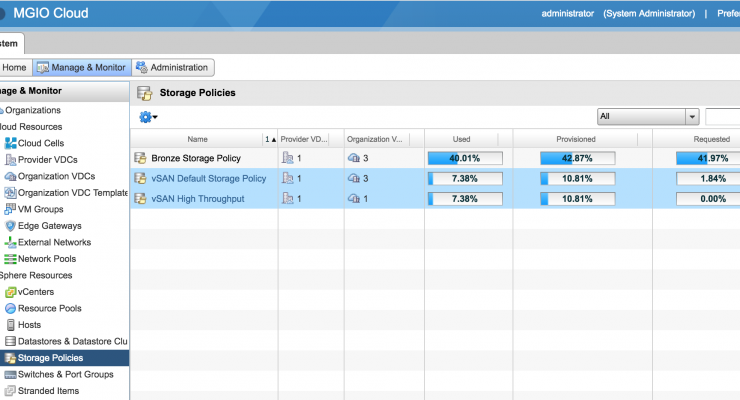 MGIO Cloud
administrator (System Administrator) | Prefe
stem
Home Manage & Monitor Administration
nage & Monitor
Organizations
loud Resources
Cloud Cells
Provider VDCs
Organization VDCs
Organization VDC Template
VM Groups
Edge Gateways
External Networks
Network Pools
Sphere Resources
vCenters
Resource Pools
Hosts
Datastores & Datastore Clu
Storage Policies
Switches & Port Groups
Stranded Items
Storage Policies
All
Name 1 ▲ Provider VD... Organization V... Used Provisioned Requested
Bronze Storage Policy 1 3 40.01% 42.87% 41.97%
vSAN Default Storage Policy 1 3 7.38% 10.81% 1.84%
vSAN High Throughput 1 1 7.38% 10.81% 0.00%